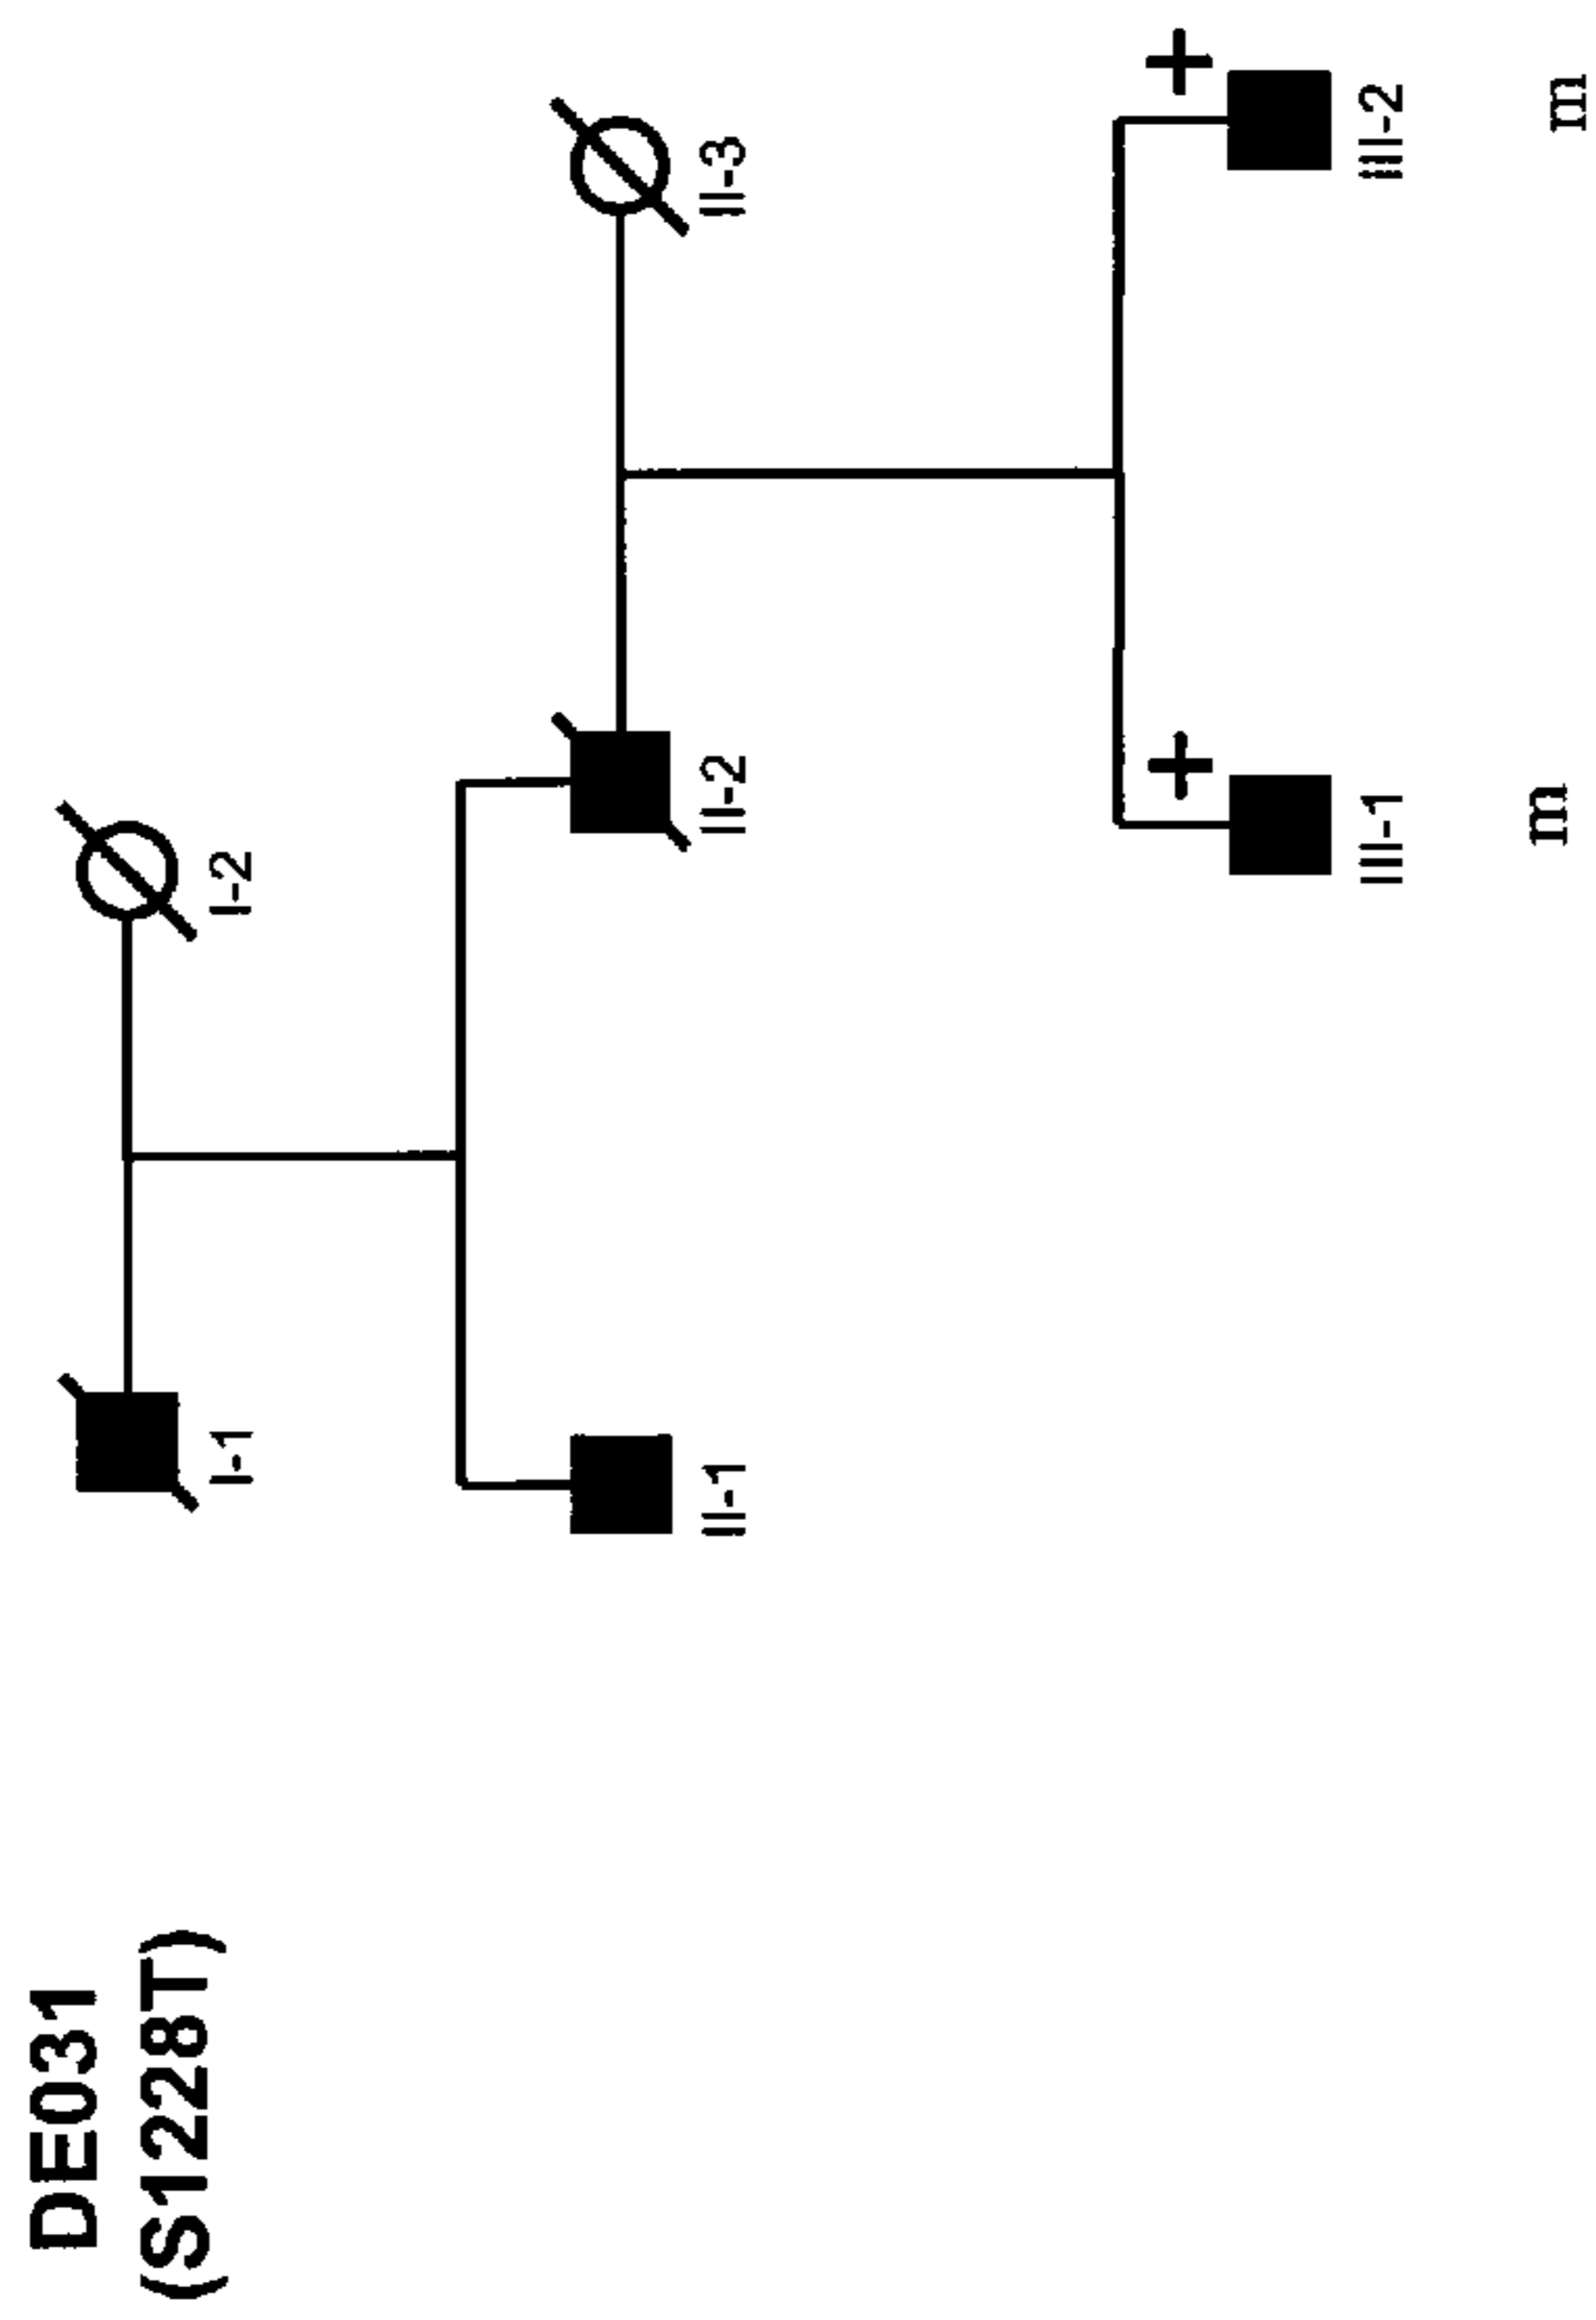 DE031
(S1228T)
I-1
I-2
II-1
II-2
II-3
+
+
III-1
III-2
m
m